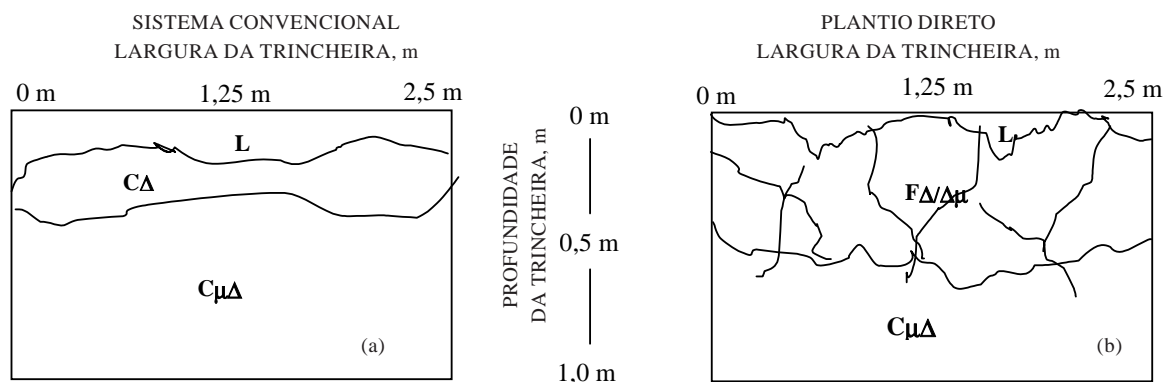 SISTEMA CONVENCIONAL
LARGURA DA TRINCHEIRA, m
0 m 1,25 m 2,5 m
L
CΔ
CμΔ
(a)
PROFUNDIDADE
DA TRINCHEIRA, m
0 m
0,5 m
1,0 m
PLANTIO DIRETO
LARGURA DA TRINCHEIRA, m
0 m 1,25 m 2,5 m
L
FΔ/Δμ
CμΔ
(b)